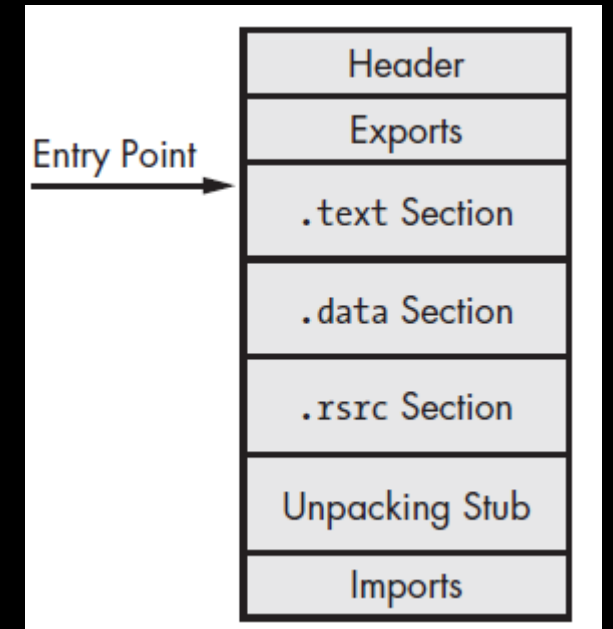 Header
Exports
Entry Point
.text Section
.data Section
.rsrc Section
Unpacking Stub
Imports